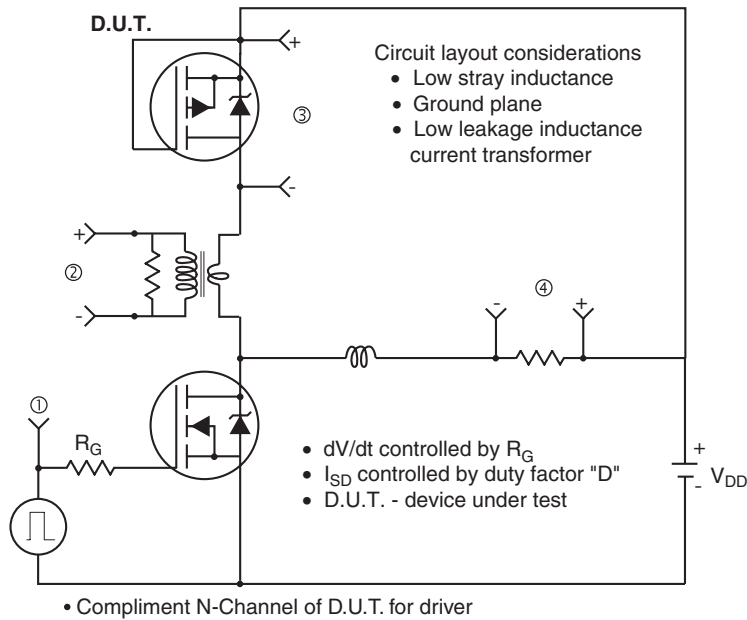 D.U.T.
+
③
-
Circuit layout considerations
• Low stray inductance
• Ground plane
• Low leakage inductance
current transformer
+
②
-
-
④
+
①
R_G
• dV/dt controlled by R_G
• I_SD controlled by duty factor "D"
• D.U.T. - device under test
+
-
V_DD
• Compliment N-Channel of D.U.T. for driver